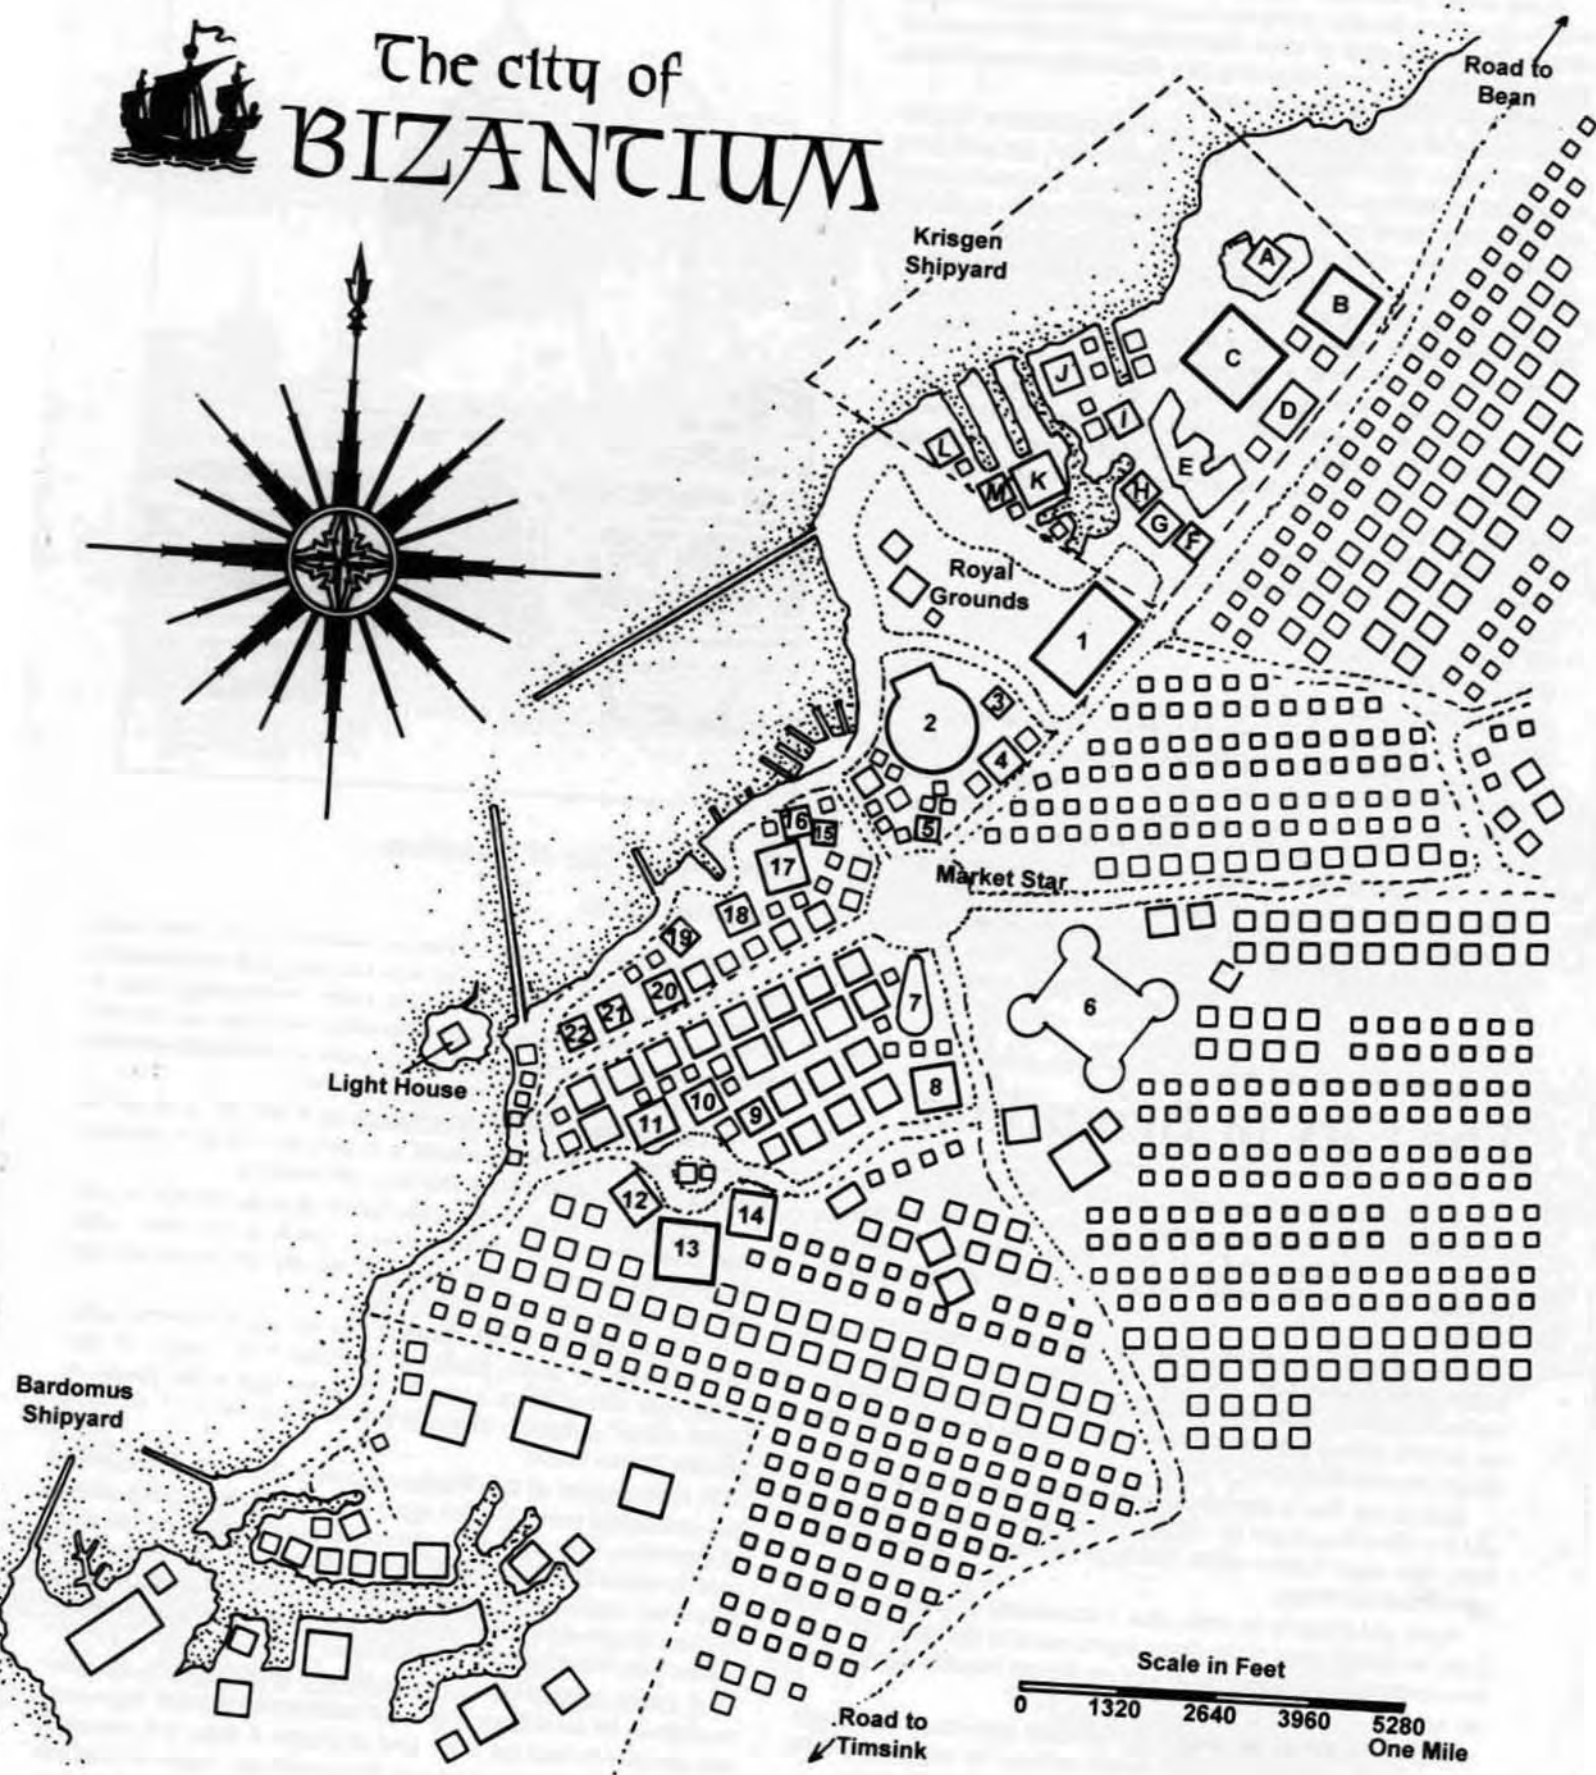 The city of
BIZANTIUM
Road to
Bean
Krisgen
Shipyard
A
B
C
D
E
J
I
L
K
M
H
G
F
Royal
Grounds
1
2
3
4
5
16
15
17
Market Star
18
19
20
21
22
6
7
8
Light House
10
9
11
12
14
13
Bardomus
Shipyard
Scale in Feet
0 1320 2640 3960 5280
One Mile
Road to
Timsink